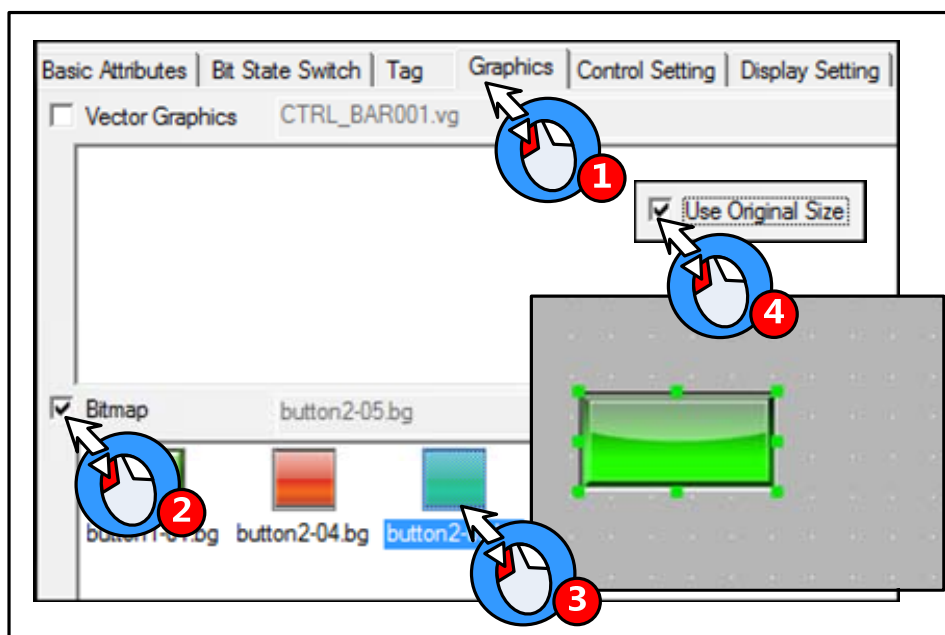 Basic Attributes Bit State Switch Tag Graphics Control Setting Display Setting
Vector Graphics CTRL_BAR001.vg
1
Use Original Size
4
Bitmap button2-05.bg
2
button2-04.bg
3